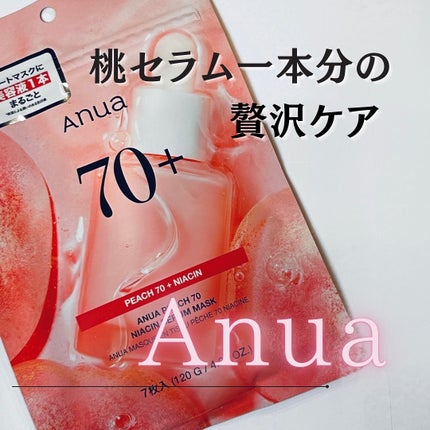 桃セラム一本分の
贅沢ケア
ートマスクに
美容液1本
まるごと
Anua
70+
PEACH 70 + NIACIN
ANUA PEACH 70
NIACIN SERUM MASK
7枚入 (120 G / 4.
Anua